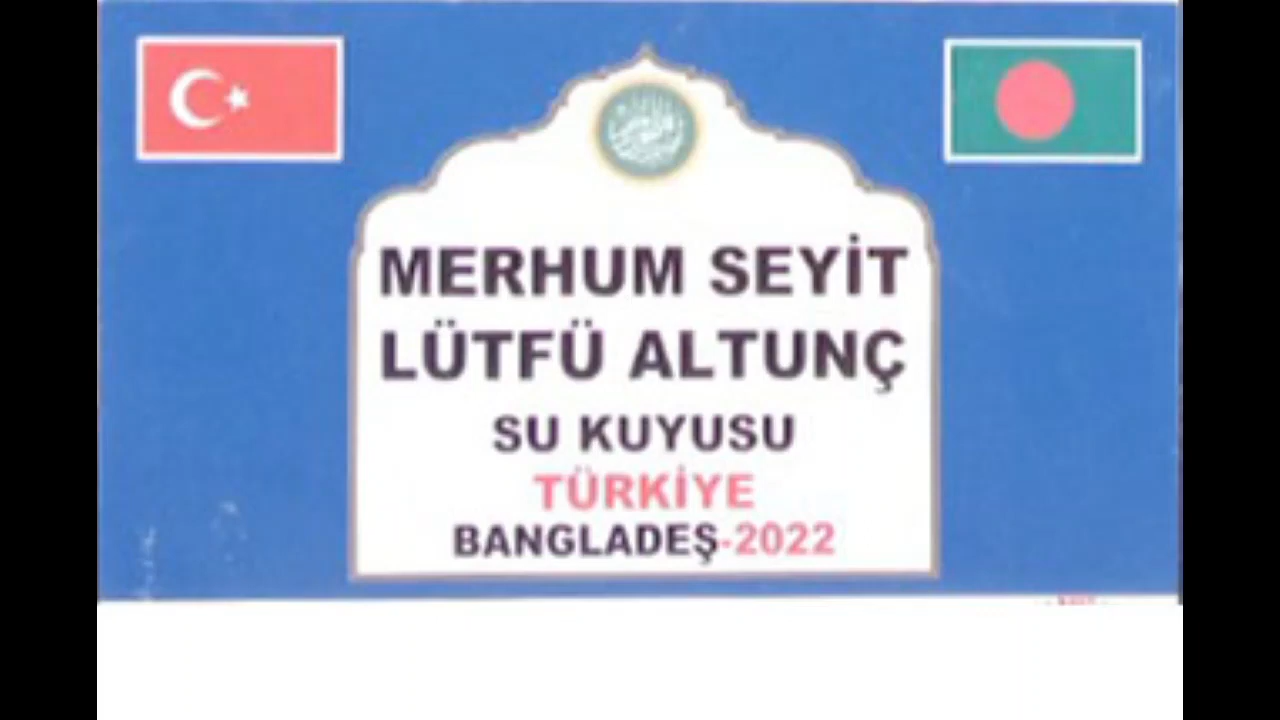 MERHUM SEYİT
LÜTFÜ ALTUNÇ
SU KUYUSU
TÜRKİYE
BANGLADEŞ-2022